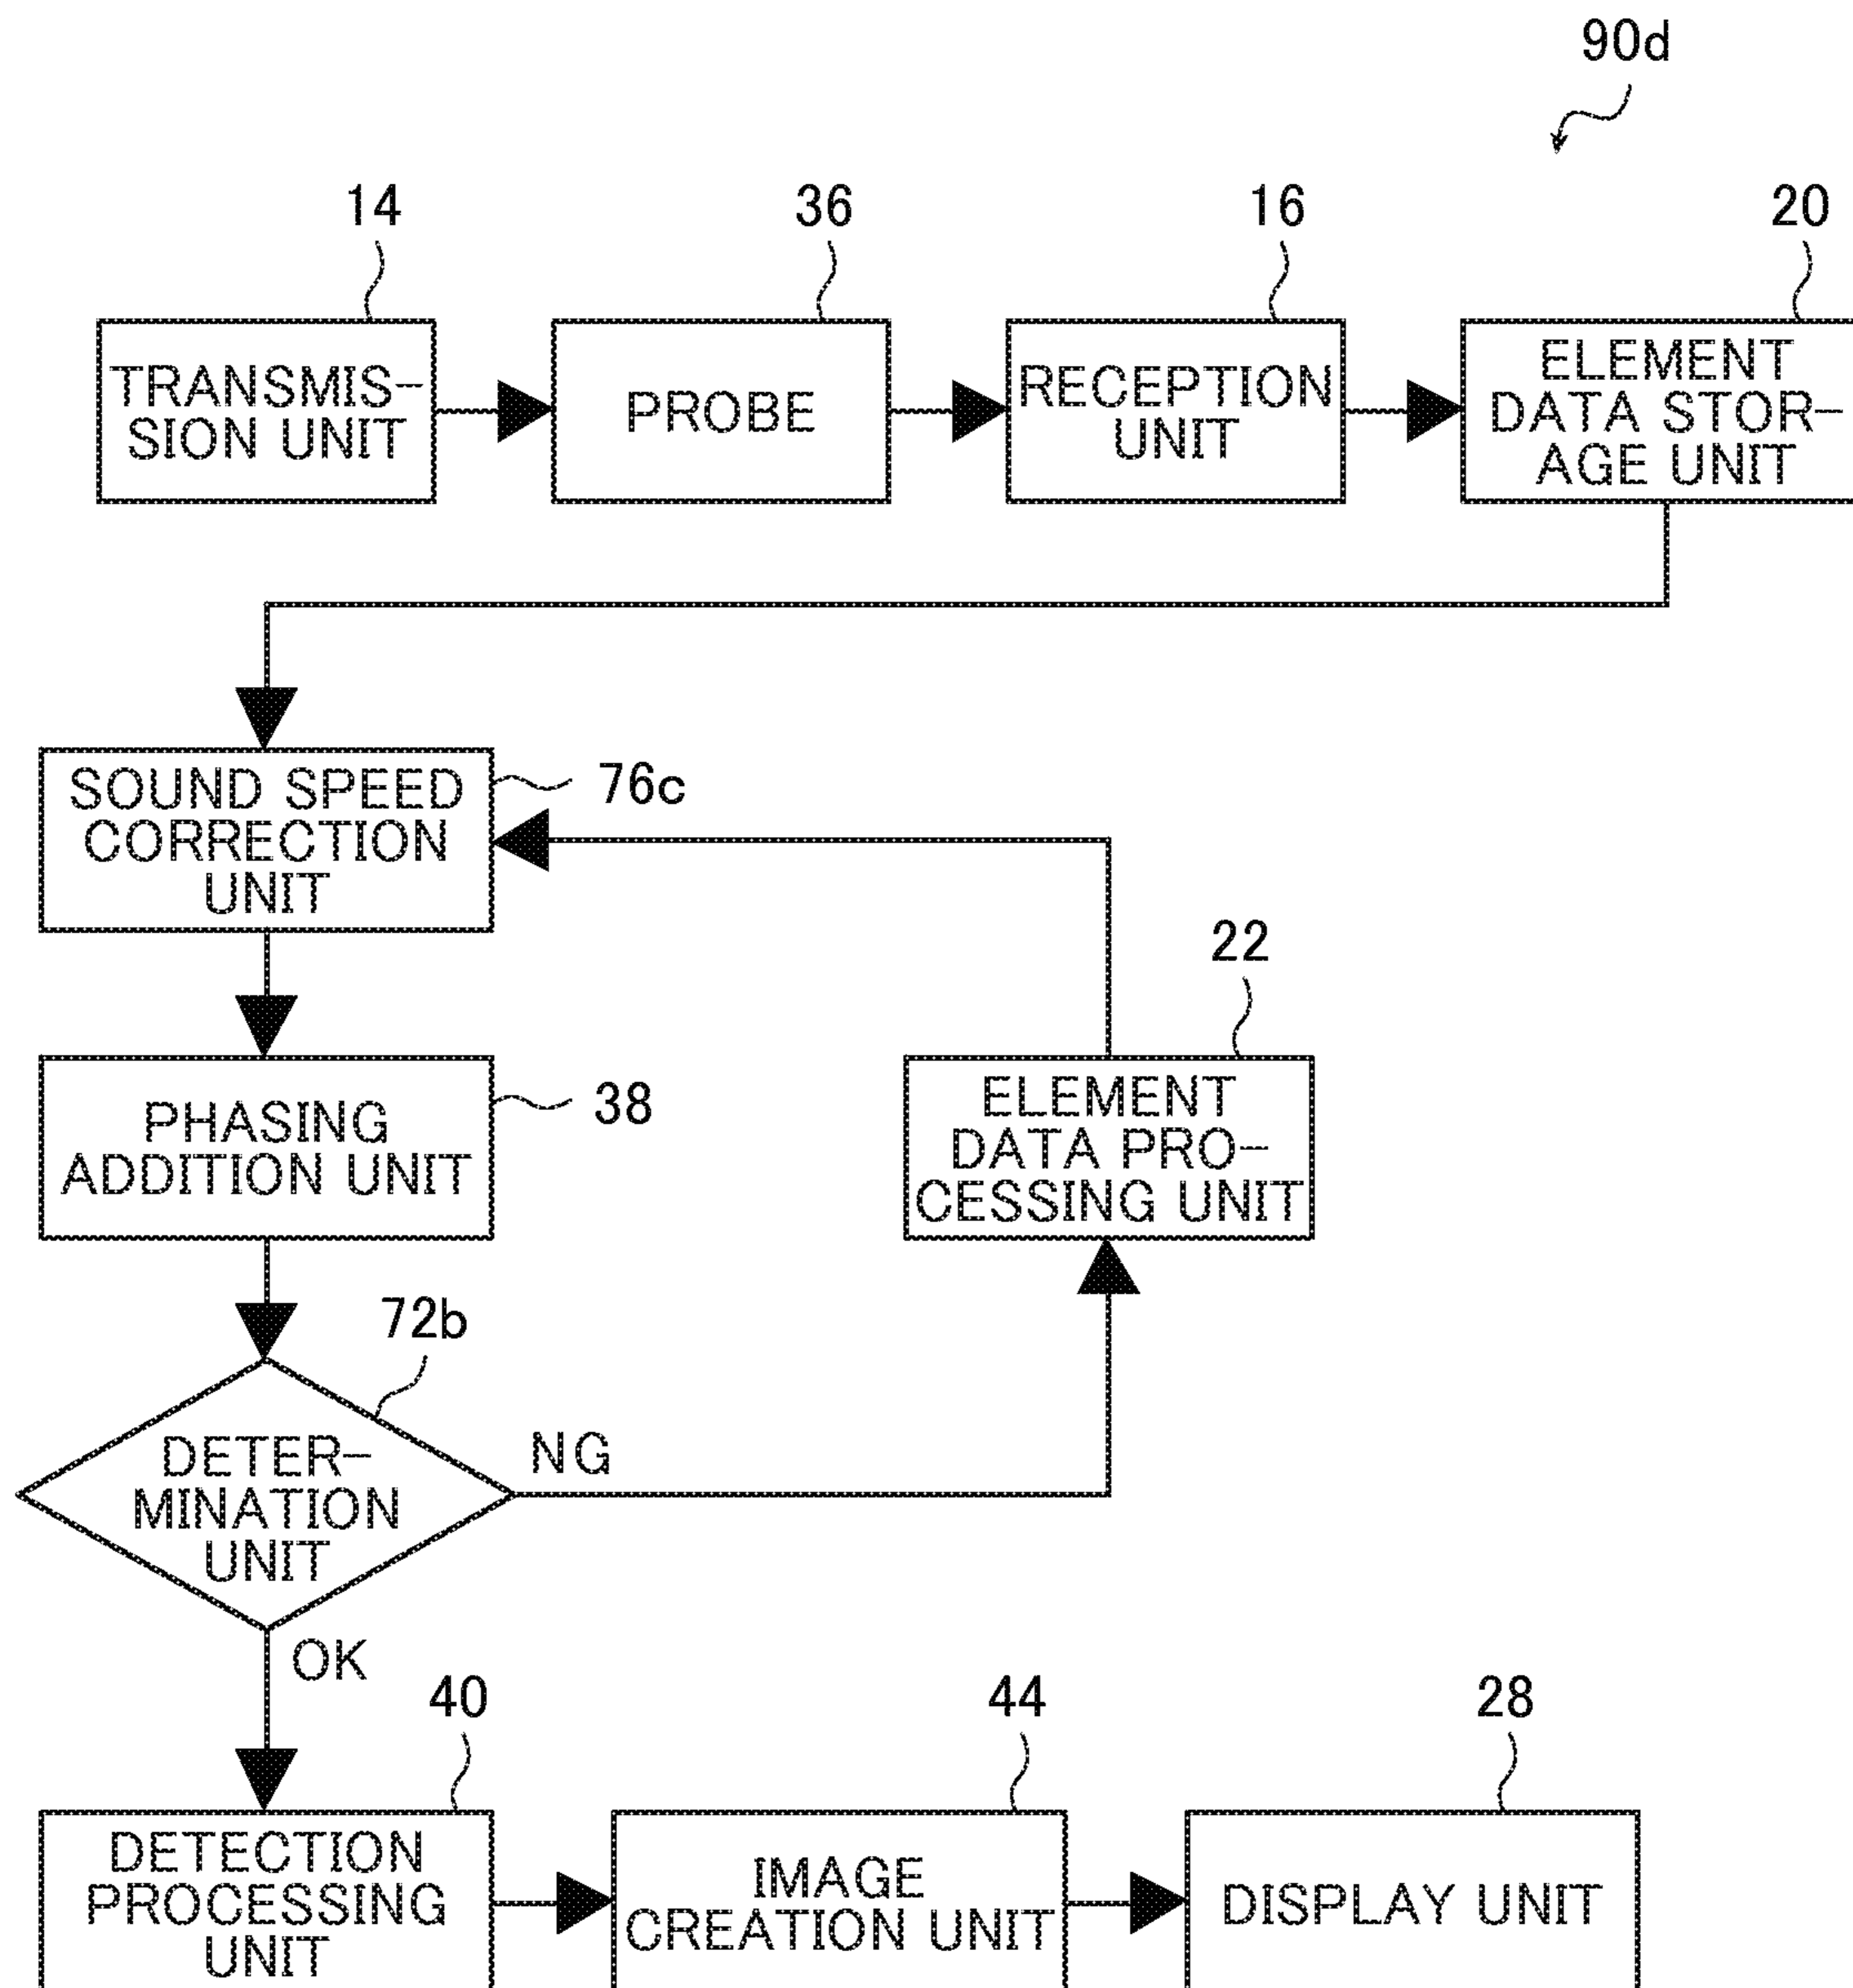 90d
14
36
16
20
TRANSMIS-
SION UNIT
PROBE
RECEPTION
UNIT
ELEMENT
DATA STOR-
AGE UNIT
SOUND SPEED
CORRECTION
UNIT
76c
22
PHASING
ADDITION UNIT
38
ELEMENT
DATA PRO-
CESSING UNIT
72b
DETER-
MINATION
UNIT
NG
OK
40
44
28
DETECTION
PROCESSING
UNIT
IMAGE
CREATION UNIT
DISPLAY UNIT